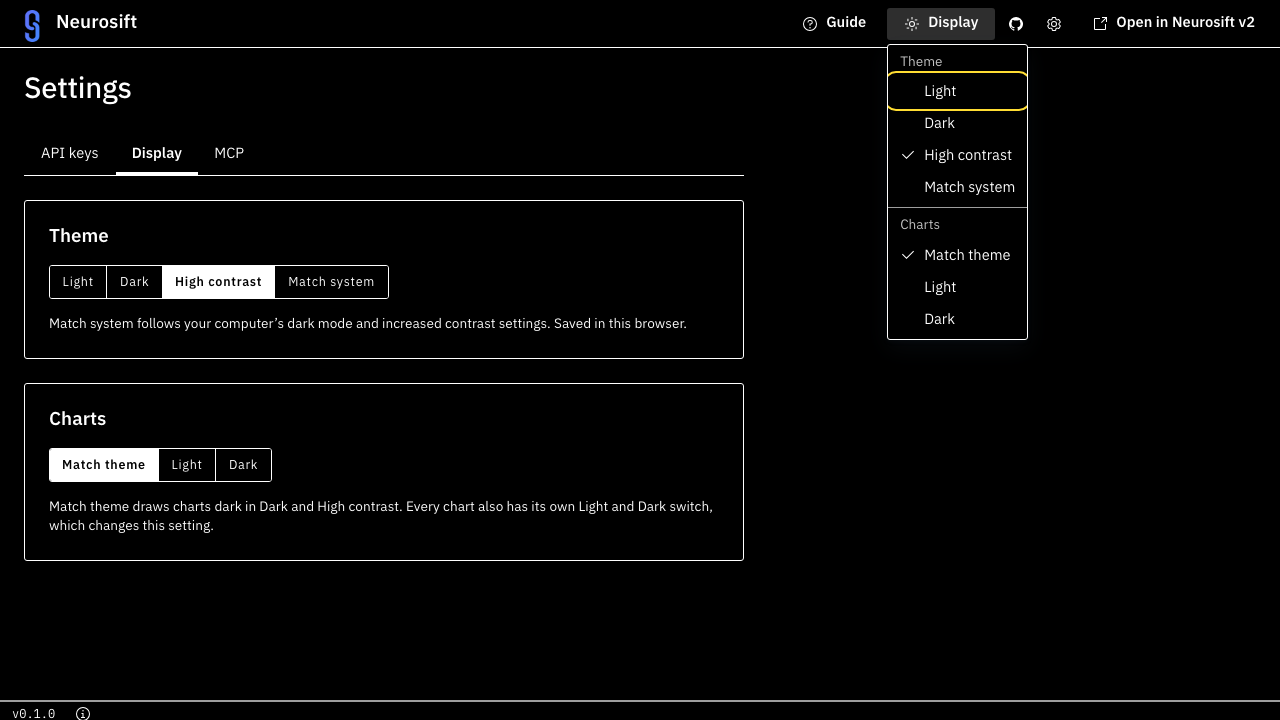 Neurosift
Guide
Display
Open in Neurosift v2
Theme
Light
Dark
High contrast
Match system
Charts
Match theme
Light
Dark
Settings
API keys
Display
MCP
Theme
Light
Dark
High contrast
Match system
Match system follows your computer’s dark mode and increased contrast settings. Saved in this browser.
Charts
Match theme
Light
Dark
Match theme draws charts dark in Dark and High contrast. Every chart also has its own Light and Dark switch,
which changes this setting.
v0.1.0